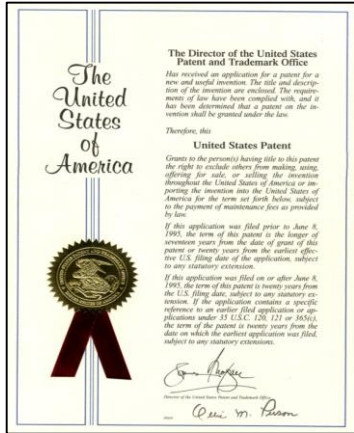 The
United
States
of
America
The Director of the United States
Patent and Trademark Office
Has received an application for a patent for a
new and useful invention. The title and descrip-
tion of the invention are enclosed. The require-
ments of law have been complied with, and it
has been determined that a patent on the in-
vention shall be granted under the law.
Therefore, this
United States Patent
Grants to the person(s) having title to this patent
the right to exclude others from making, using,
offering for sale, or selling the invention
throughout the United States of America or im-
porting the invention into the United States of
America for the term set forth below, subject
to the payment of maintenance fees as provided
by law.
If this application was filed prior to June 8,
1995, the term of this patent is the longer of
seventeen years from the date of grant of this
patent or twenty years from the earliest effec-
tive U.S. filing date of the application, subject
to any statutory extension.
If this application was filed on or after June 8,
1995, the term of this patent is twenty years from
the U.S. filing date, subject to any statutory ex-
tension. If the application contains a specific
reference to an earlier filed application or ap-
plications under 35 U.S.C. 120, 121 or 365(c),
the term of the patent is twenty years from the
date on which the earliest application was filed,
subject to any statutory extensions.
Director of the United States Patent and Trademark Office